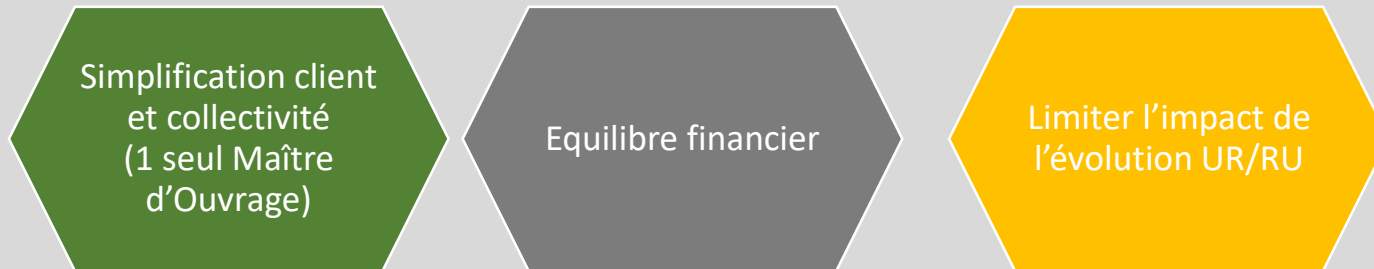 Simplification client
et collectivité
(1 seul Maître
d’Ouvrage)
Equilibre financier
Limiter l’impact de
l’évolution UR/RU